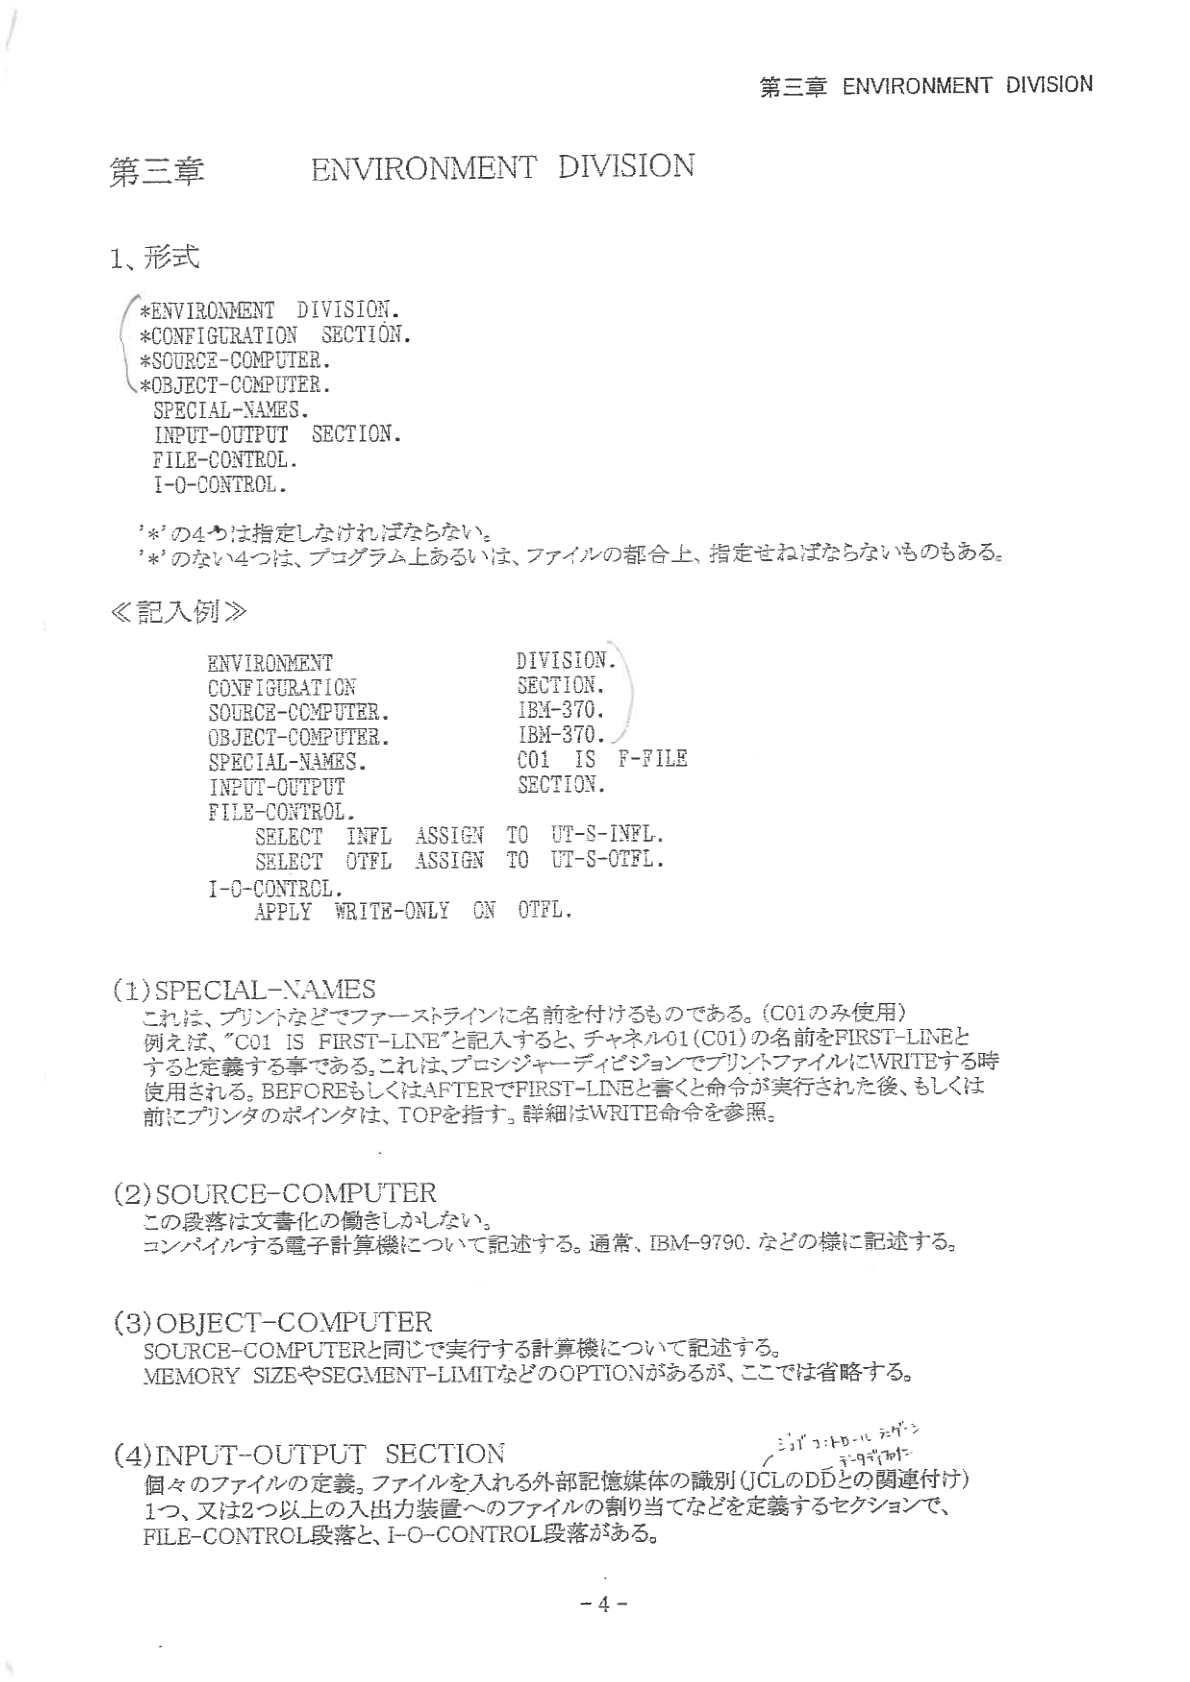 第三章 ENVIRONMENT DIVISION
第三章 ENVIRONMENT DIVISION
1、形式
*ENVIRONMENT DIVISION.
*CONFIGURATION SECTION.
*SOURCE-COMPUTER.
*OBJECT-COMPUTER.
SPECIAL-NAMES.
INPUT-OUTPUT SECTION.
FILE-CONTROL.
I-O-CONTROL.
'*'の4つは指定しなければならない。
'*'のない4つは、プログラム上あるいは、ファイルの都合上、指定せねばならないものもある。
≪記入例≫
ENVIRONMENT DIVISION.
CONFIGURATION SECTION.
SOURCE-COMPUTER. IBM-370.
OBJECT-COMPUTER. IBM-370.
SPECIAL-NAMES. C01 IS F-FILE
INPUT-OUTPUT SECTION.
FILE-CONTROL.
SELECT INFL ASSIGN TO UT-S-INFL.
SELECT OTFL ASSIGN TO UT-S-OTFL.
I-O-CONTROL.
APPLY WRITE-ONLY ON OTFL.
(1)SPECIAL-NAMES
これは、プリントなどでファーストラインに名前を付けるものである。(C01のみ使用)
例えば、"C01 IS FIRST-LINE"と記入すると、チャネル01(C01)の名前をFIRST-LINEと
すると定義する事である。これは、プロシジャーディビジョンでプリントファイルにWRITEする時
使用される。BEFOREもしくはAFTERでFIRST-LINEと書くと命令が実行された後、もしくは
前にプリンタのポインタは、TOPを指す。詳細はWRITE命令を参照。
(2)SOURCE-COMPUTER
この段落は文書化の働きしかしない。
コンパイルする電子計算機について記述する。通常、IBM-9790. などの様に記述する。
(3)OBJECT-COMPUTER
SOURCE-COMPUTERと同じで実行する計算機について記述する。
MEMORY SIZEやSEGMENT-LIMITなどのOPTIONがあるが、ここでは省略する。
(4)INPUT-OUTPUT SECTION
ジョブコントロール
個々のファイルの定義。ファイルを入れる外部記憶媒体の識別(JCLのDDとの関連付け)
1つ、又は2つ以上の入出力装置へのファイルの割り当てなどを定義するセクションで、
FILE-CONTROL段落と、I-O-CONTROL段落がある。
- 4 -